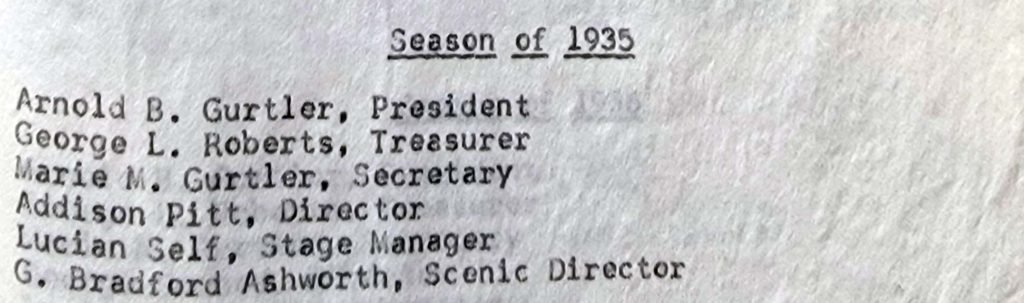 Season of 1935
Arnold B. Gurtler, President
George L. Roberts, Treasurer
Marie M. Gurtler, Secretary
Addison Pitt, Director
Lucian Self, Stage Manager
G. Bradford Ashworth, Scenic Director